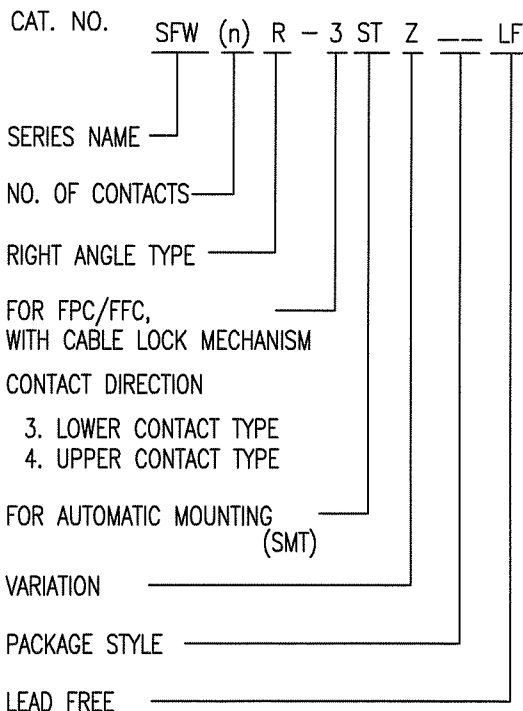 CAT. NO. SFW (n) R - 3 ST Z __ LF
SERIES NAME
NO. OF CONTACTS
RIGHT ANGLE TYPE
FOR FPC/FFC,
WITH CABLE LOCK MECHANISM
CONTACT DIRECTION
3. LOWER CONTACT TYPE
4. UPPER CONTACT TYPE
FOR AUTOMATIC MOUNTING
(SMT)
VARIATION
PACKAGE STYLE
LEAD FREE